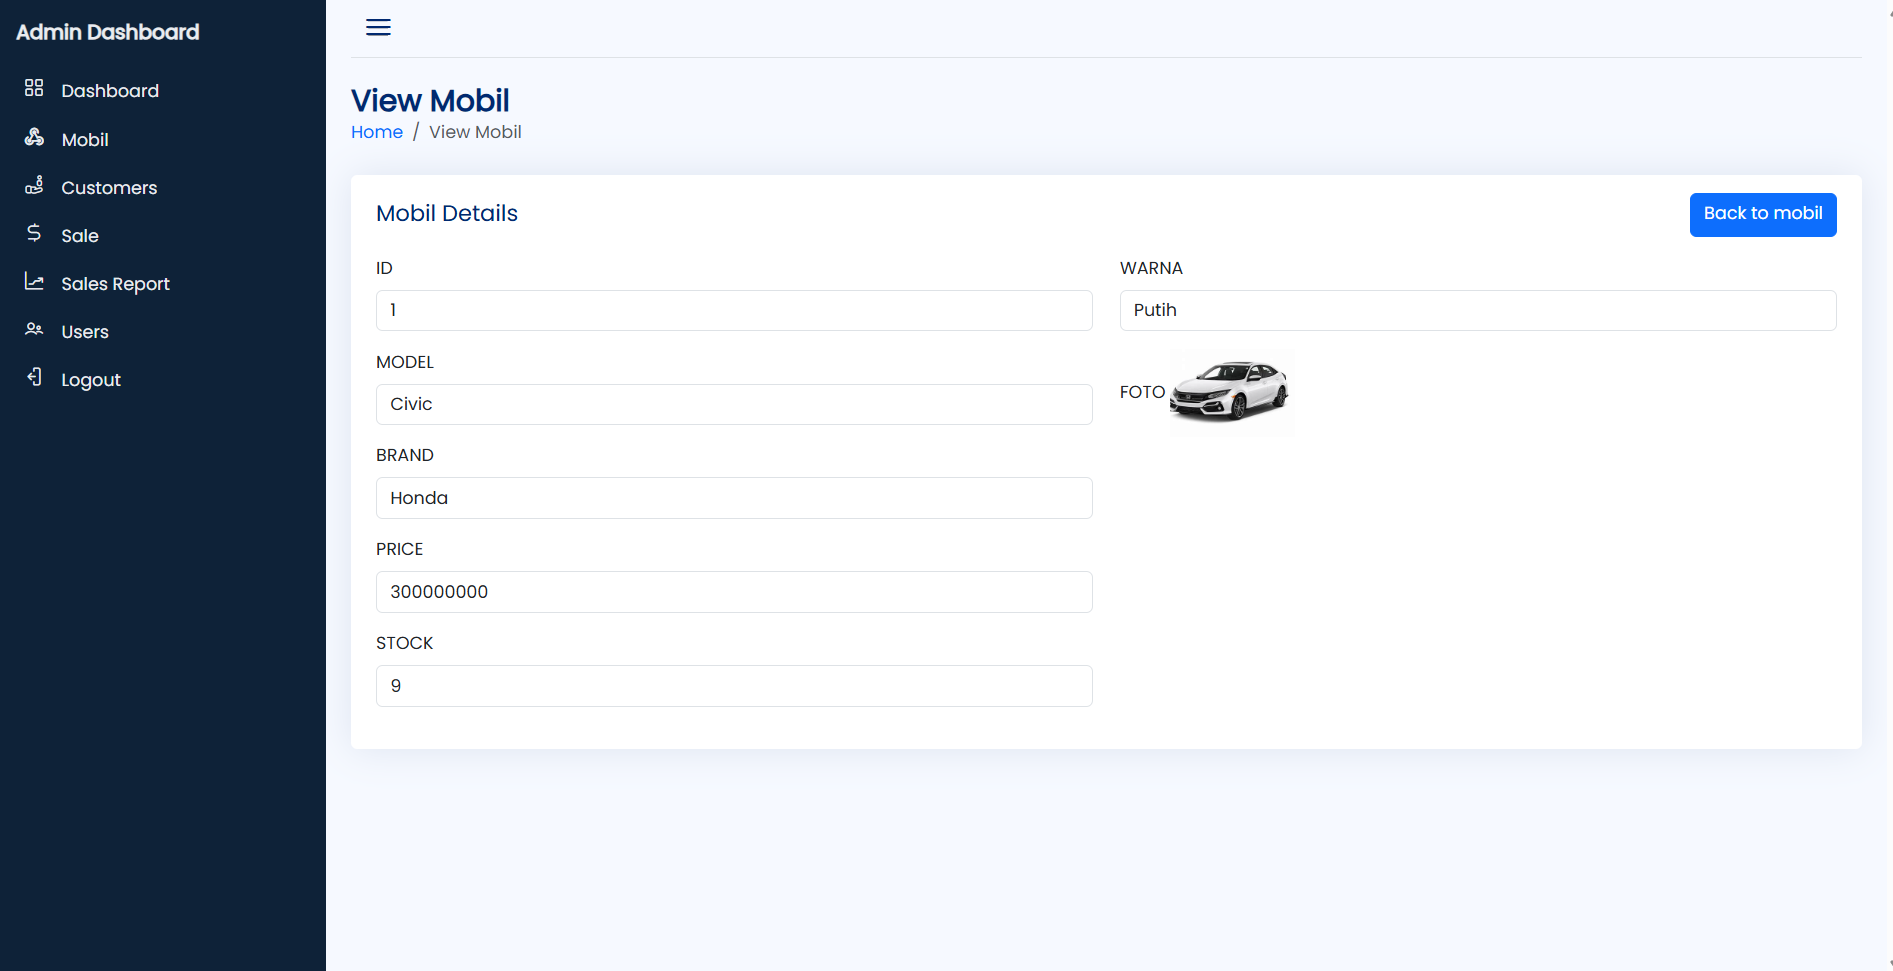 Admin Dashboard
Dashboard
Mobil
Customers
Sale
Sales Report
Users
Logout
View Mobil
Home / View Mobil
Mobil Details
Back to mobil
ID
1
MODEL
Civic
BRAND
Honda
PRICE
300000000
STOCK
9
WARNA
Putih
FOTO